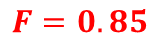 F = 0.85